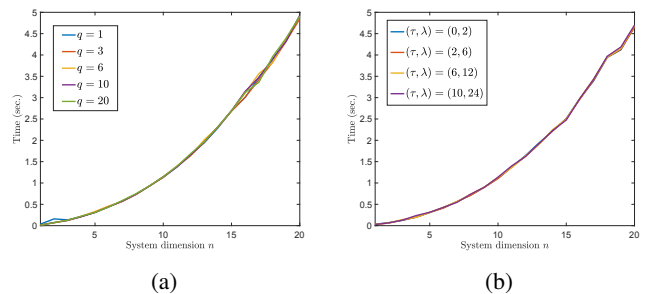 5
4.5
4
3.5
3
2.5
2
1.5
1
0.5
0
Time (sec.)
q = 1
q = 3
q = 6
q = 10
q = 20
5 10 15 20
System dimension n
(a)
5
4.5
4
3.5
3
2.5
2
1.5
1
0.5
0
Time (sec.)
(τ, λ) = (0, 2)
(τ, λ) = (2, 6)
(τ, λ) = (6, 12)
(τ, λ) = (10, 24)
5 10 15 20
System dimension n
(b)